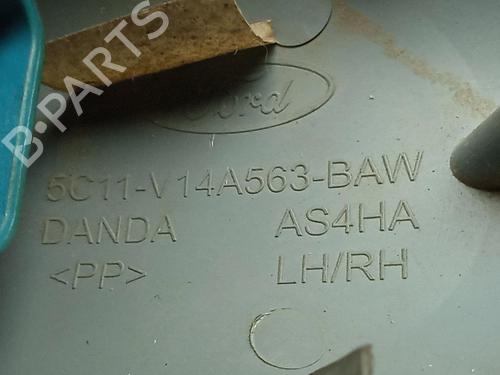 B-PARTS
Ford
5C11-V14A563-BAW
DANDA AS4HA
<PP> LH/RH